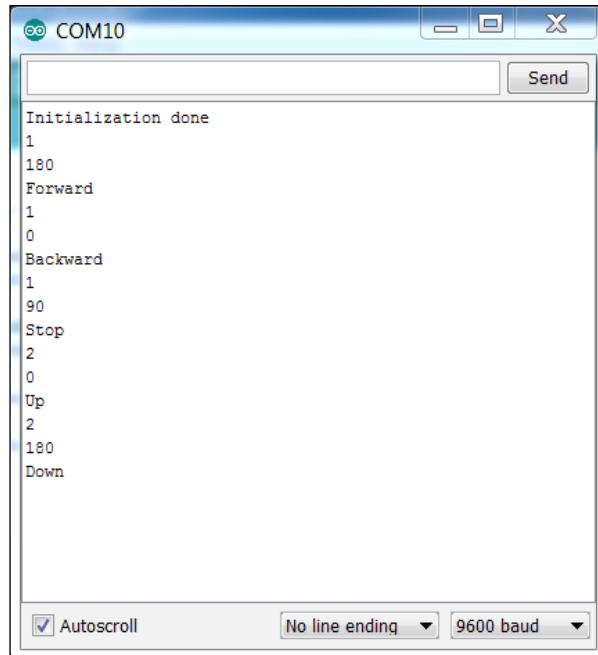 COM10
Send
Initialization done
1
180
Forward
1
0
Backward
1
90
Stop
2
0
Up
2
180
Down
Autoscroll
No line ending
9600 baud